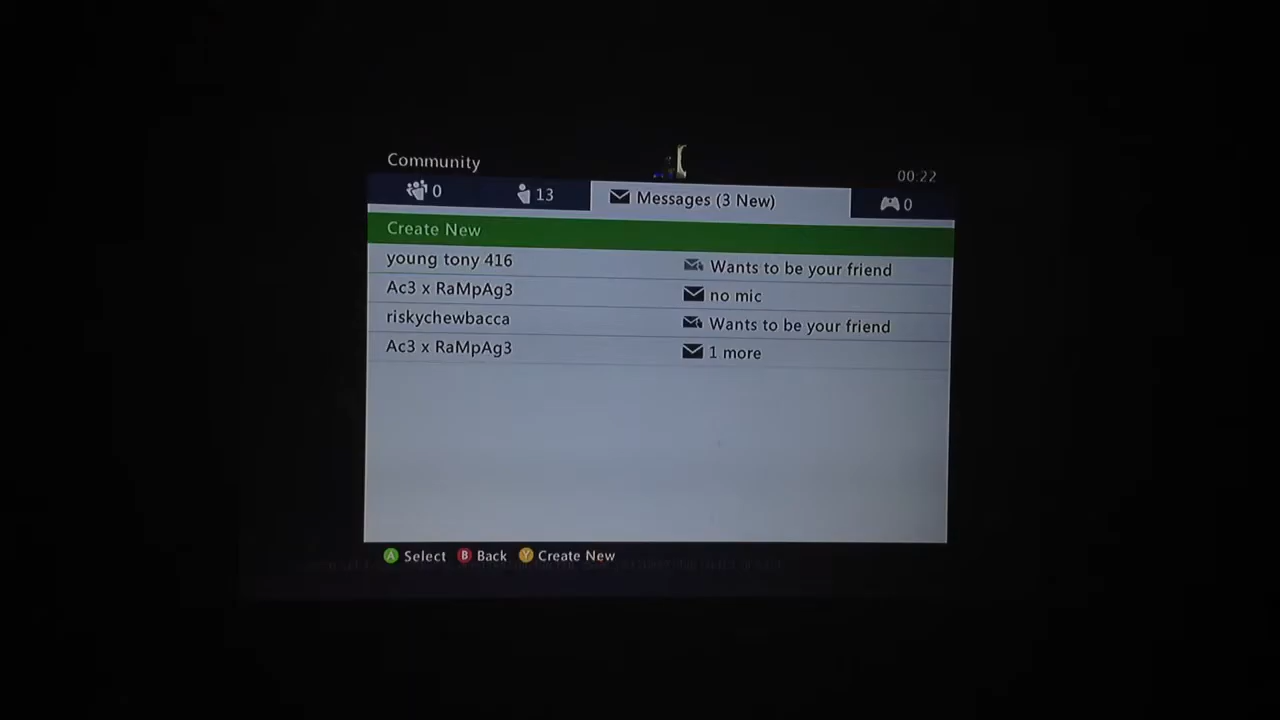 Community
00:22
0
13
Messages (3 New)
0
Create New
young tony 416 Wants to be your friend
Ac3 x RaMpAg3 no mic
riskychewbacca Wants to be your friend
Ac3 x RaMpAg3 1 more
A Select B Back Y Create New